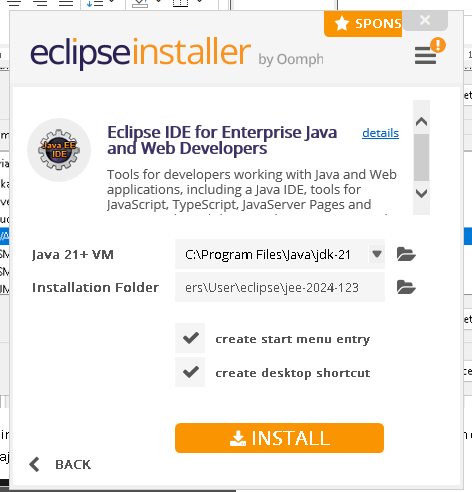 SPONS
eclipseinstaller by Oomph
Java EE
IDE
Eclipse IDE for Enterprise Java
and Web Developers
details
Tools for developers working with Java and Web
applications, including a Java IDE, tools for
JavaScript, TypeScript, JavaServer Pages and
Java 21+ VM
C:\Program Files\Java\jdk-21
Installation Folder
ers\User\eclipse\jee-2024-123
create start menu entry
create desktop shortcut
INSTALL
BACK